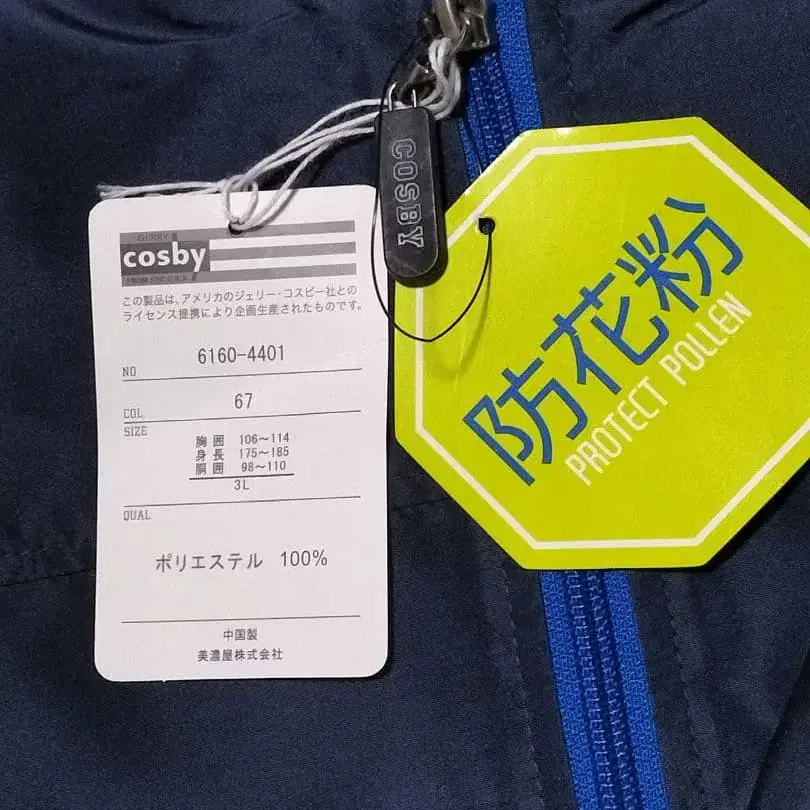 cosby
この製品は、アメリカのジェリー・コスビー社との
ライセンス提携により企画生産されたものです。
NO 6160-4401
COL 67
SIZE
胸囲 106～114
身長 175～185
胴囲 98～110
3L
QUAL
ポリエステル 100%
中国製
美濃屋株式会社
COSBY
防花粉
PROTECT POLLEN